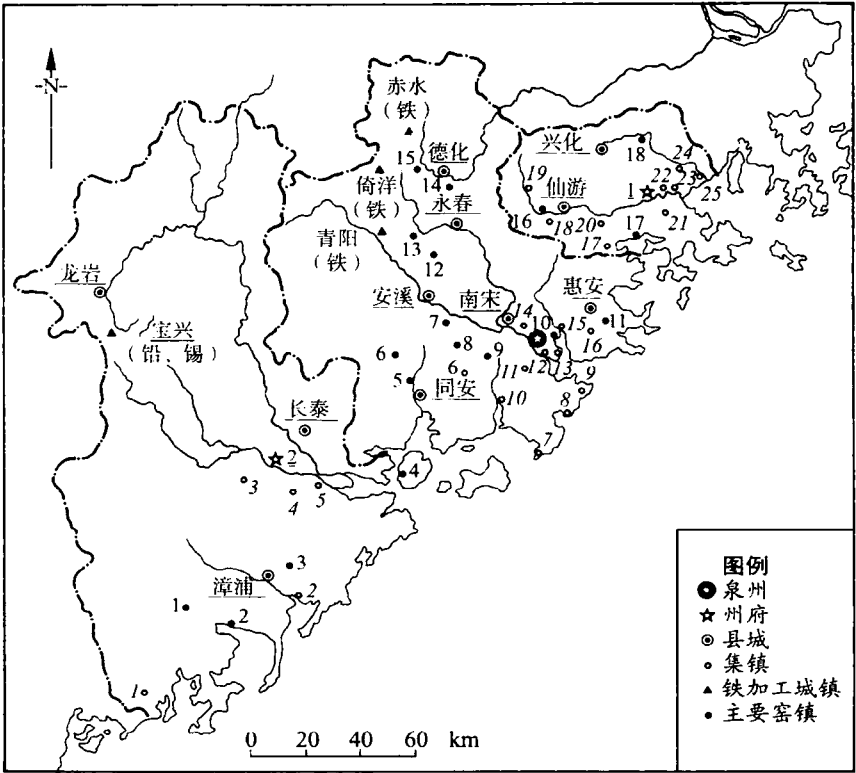 -N-
赤水
（铁）
15
德化
14
倚洋
（铁）
永春
青阳
（铁）
13
12
兴化
18
24
19
仙游
1
22
23
25
16
18
20
21
17
17
龙岩
宝兴
（铅、锡）
安溪
南宋
14
惠安
7
10
15
11
16
8
9
6
6
11
12
13
5
同安
10
9
8
7
长泰
2
4
3
4
5
漳浦
3
2
1
2
1
图例
泉州
州府
县城
集镇
铁加工城镇
主要窑镇
0 20 40 60 km